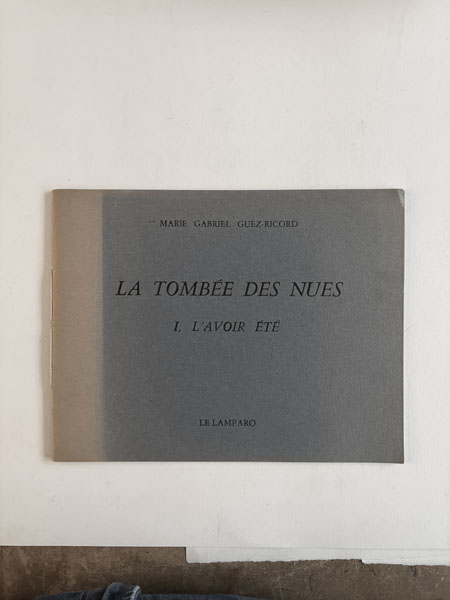 MARIE GABRIEL GUEZ-RICORD
LA TOMBÉE DES NUES
I, L'AVOIR ÉTÉ
LE LAMPARO